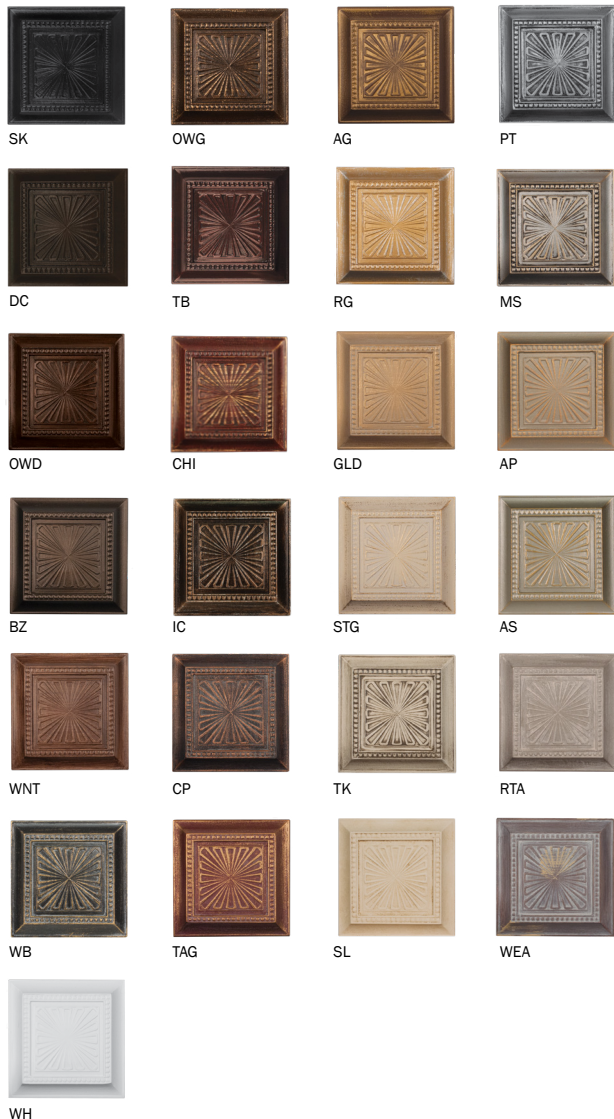 SK OWG AG PT
DC TB RG MS
OWD CHI GLD AP
BZ IC STG AS
WNT CP TK RTA
WB TAG SL WEA
WH